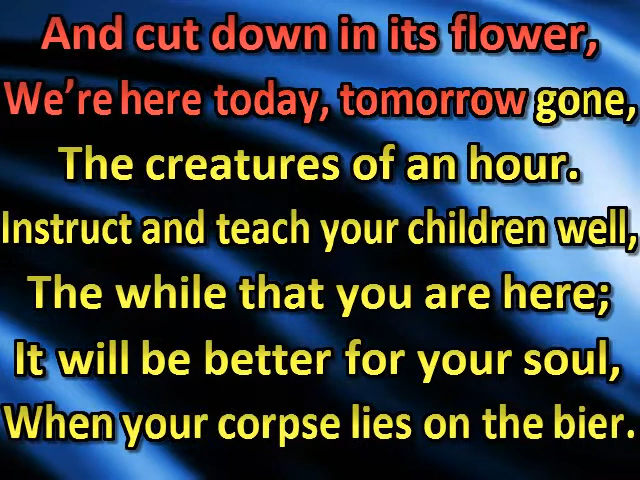 And cut down in its flower,
We’re here today, tomorrow gone,
The creatures of an hour.
Instruct and teach your children well,
The while that you are here;
It will be better for your soul,
When your corpse lies on the bier.